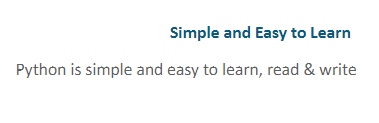 Simple and Easy to Learn
Python is simple and easy to learn, read & write